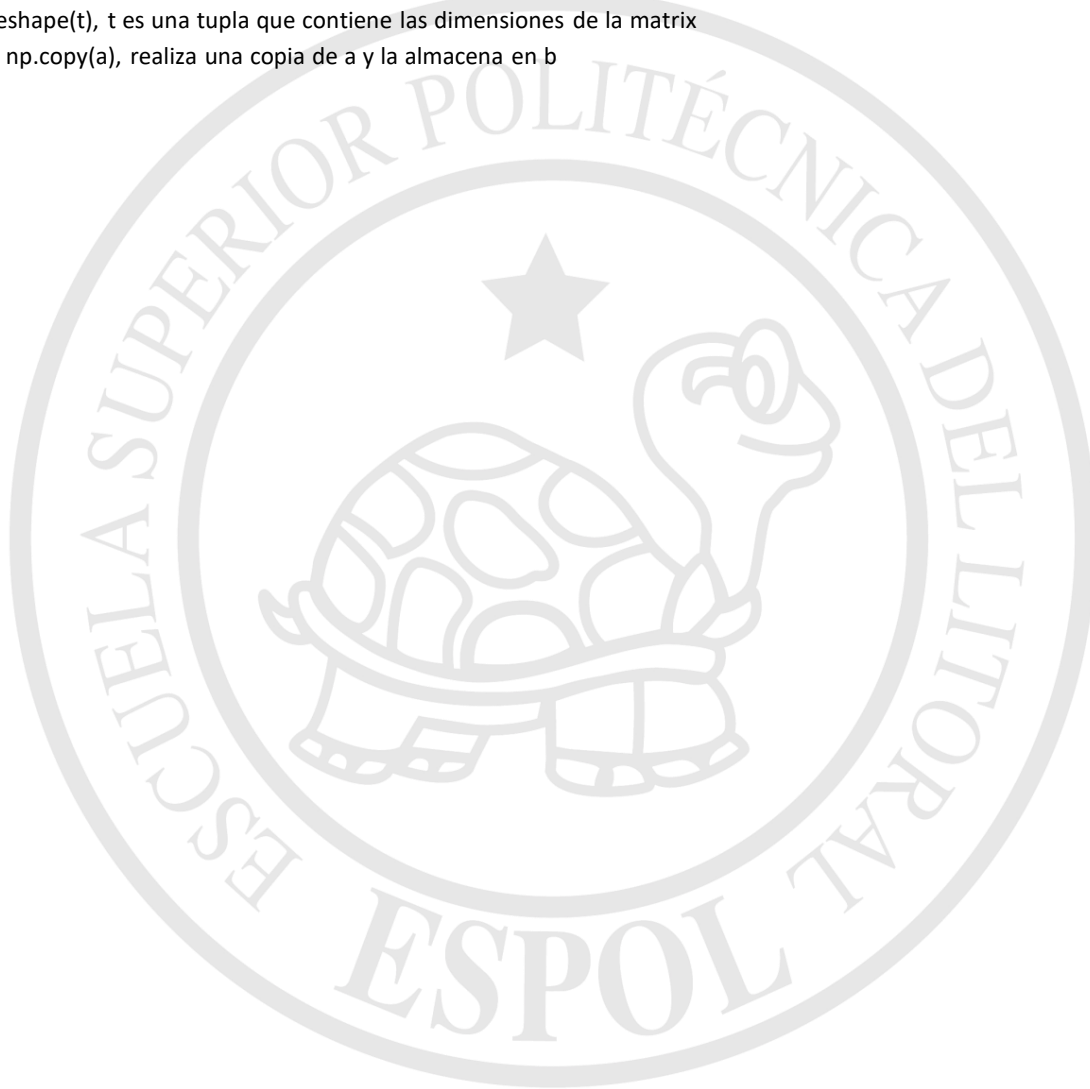 eshape(t), t es una tupla que contiene las dimensiones de la matrix
np.copy(a), realiza una copia de a y la almacena en b
ESCUELA SUPERIOR POLITÉCNICA DEL LITORAL
ESPOL